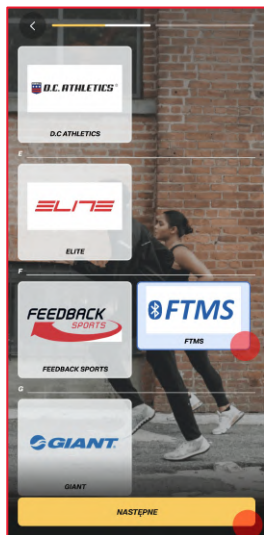 D.C. ATHLETICS
D.C ATHLETICS
E
ELITE
ELITE
F
FEEDBACK
SPORTS
FEEDBACK SPORTS
FTMS
FTMS
G
GIANT
GIANT
NASTĘPNE